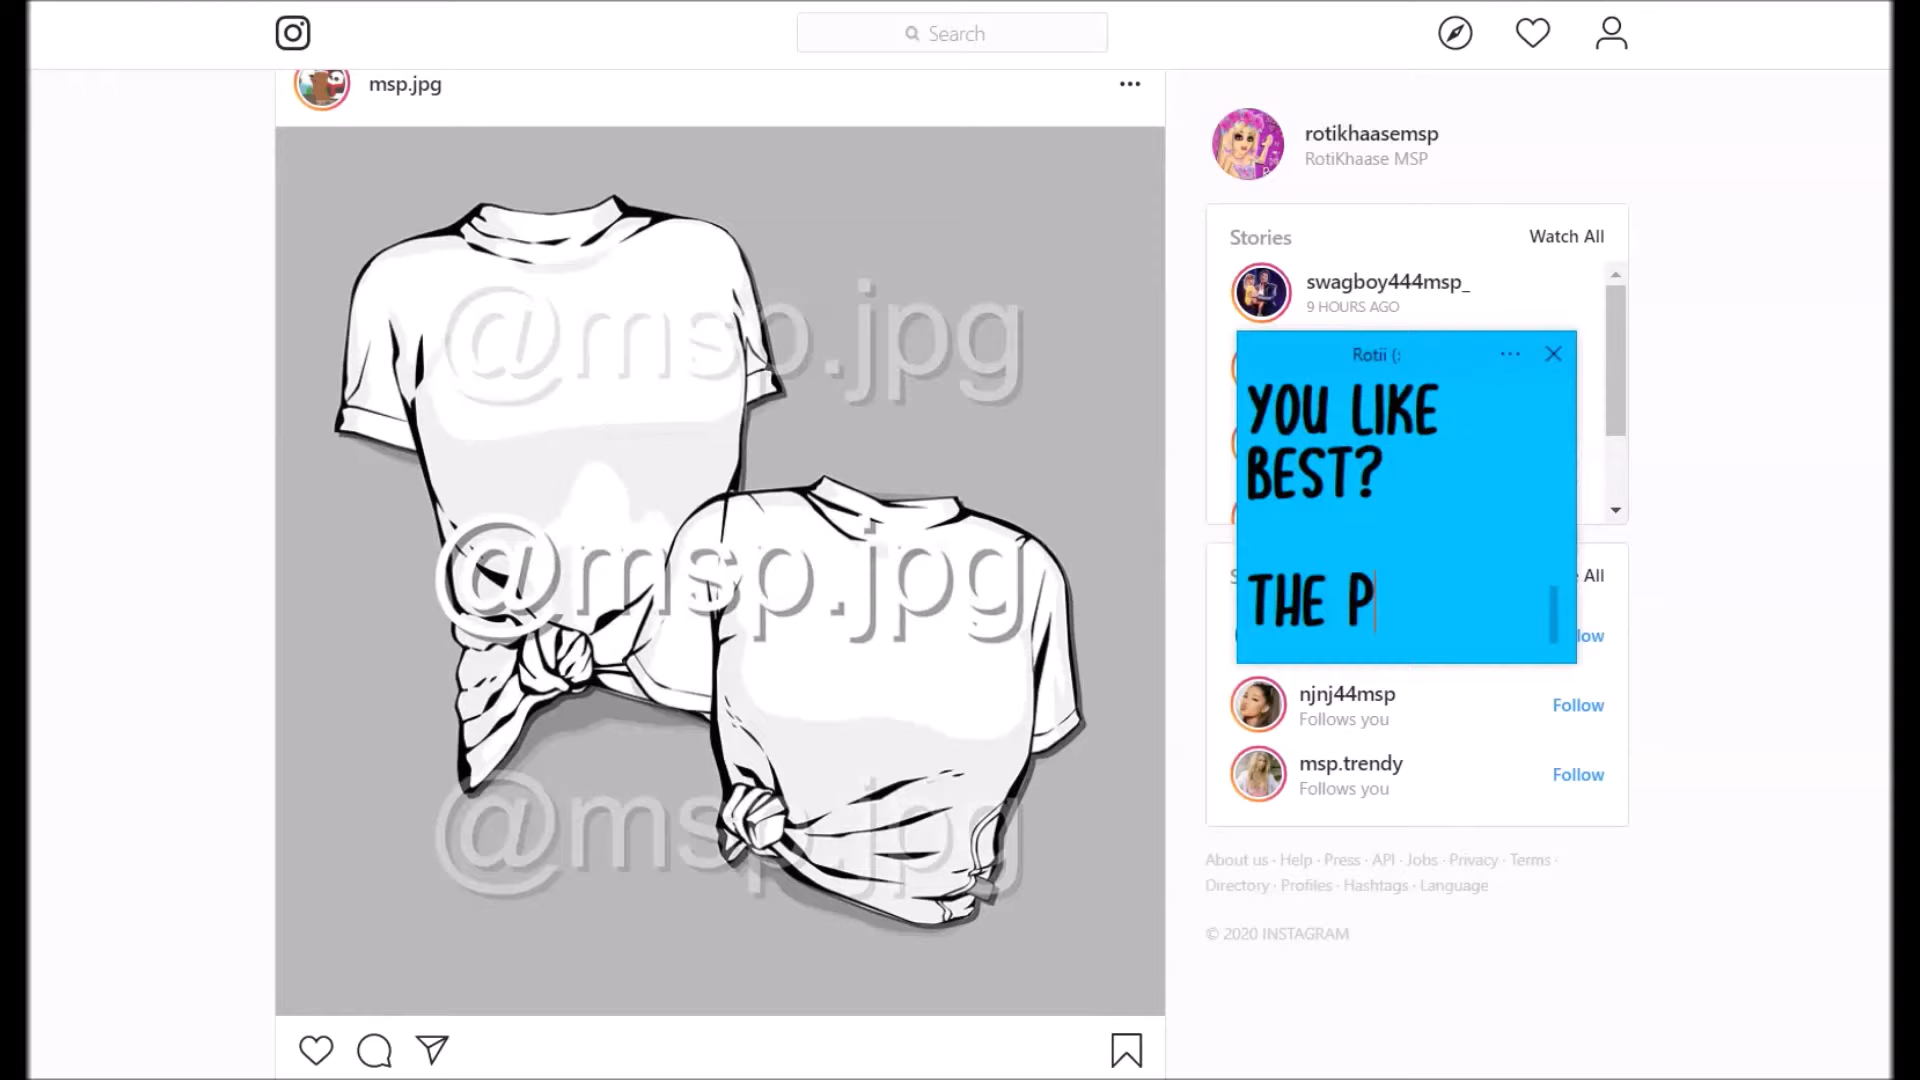 Search
msp.jpg
rotikhaasemsp
RotiKhaase MSP
Stories
Watch All
swagboy444msp_
9 HOURS AGO
Rotii (:
YOU LIKE
BEST?
THE P
All
low
njnj44msp
Follows you
Follow
msp.trendy
Follows you
Follow
About us · Help · Press · API · Jobs · Privacy · Terms ·
Directory · Profiles · Hashtags · Language
© 2020 INSTAGRAM
@msp.jpg
@msp.jpg
@msp.jpg